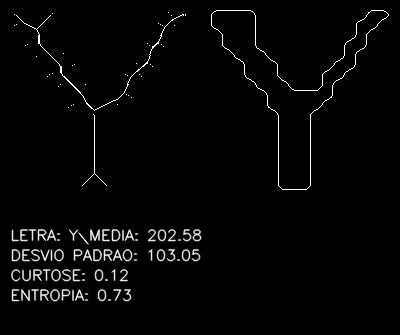 LETRA: Y\MEDIA: 202.58
DESVIO PADRAO: 103.05
CURTOSE: 0.12
ENTROPIA: 0.73